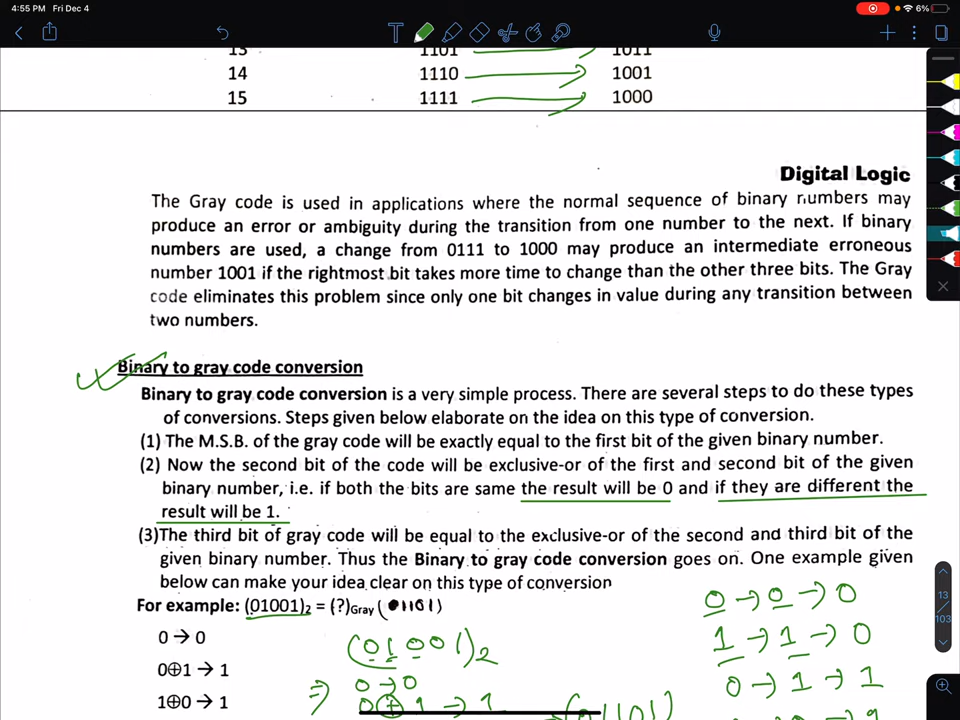 4:55 PM Fri Dec 4
6%
13 1101 1011
14 1110 1001
15 1111 1000
Digital Logic
The Gray code is used in applications where the normal sequence of binary numbers may
produce an error or ambiguity during the transition from one number to the next. If binary
numbers are used, a change from 0111 to 1000 may produce an intermediate erroneous
number 1001 if the rightmost bit takes more time to change than the other three bits. The Gray
code eliminates this problem since only one bit changes in value during any transition between
two numbers.
Binary to gray code conversion
Binary to gray code conversion is a very simple process. There are several steps to do these types
of conversions. Steps given below elaborate on the idea on this type of conversion.
(1) The M.S.B. of the gray code will be exactly equal to the first bit of the given binary number.
(2) Now the second bit of the code will be exclusive-or of the first and second bit of the given
binary number, i.e. if both the bits are same the result will be 0 and if they are different the
result will be 1.
(3)The third bit of gray code will be equal to the exclusive-or of the second and third bit of the
given binary number. Thus the Binary to gray code conversion goes on. One example given
below can make your idea clear on this type of conversion
For example: (01001)2 = (?)Gray (01101)
0 → 0
0⊕1 → 1
1⊕0 → 1
(01001)2
0 → 0
⇒ 0 ⊕ 1 → 1
(01101)
0 → 0 → 0
1 → 1 → 0
0 → 1 → 1
13
103